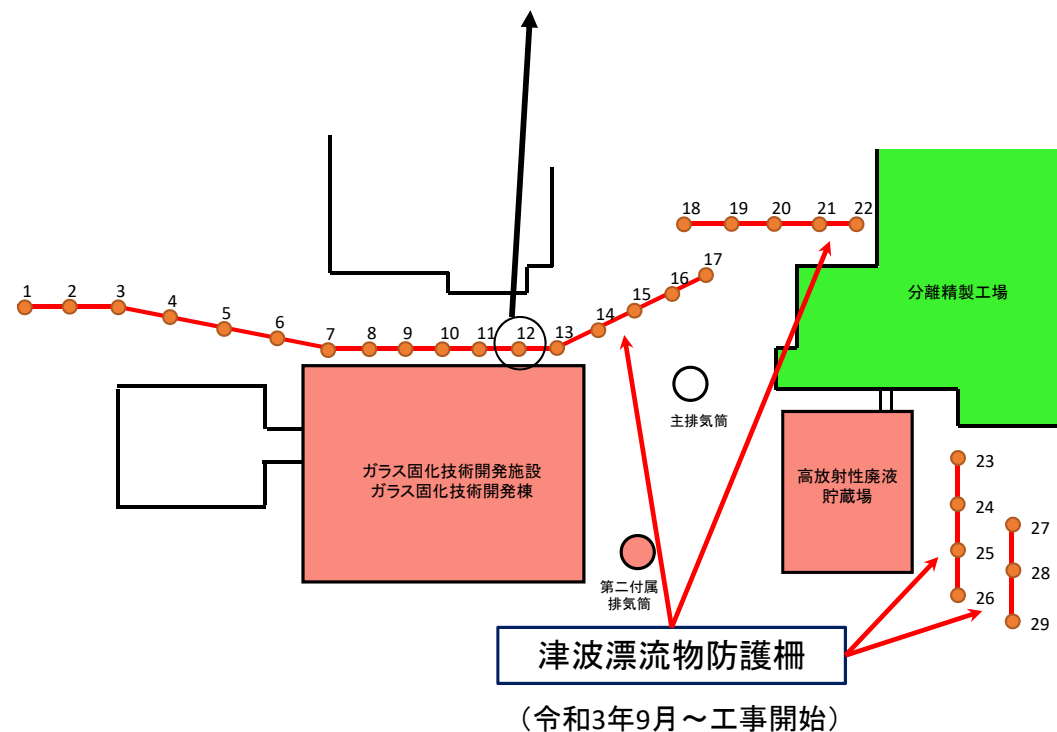 18 19 20 21 22
17
16
15
14
1 2 3 4 5 6 7 8 9 10 11 12 13
分離精製工場
主排気筒
ガラス固化技術開発施設
ガラス固化技術開発棟
高放射性廃液
貯蔵場
23
24
25
26
27
28
29
第二付属
排気筒
津波漂流物防護柵
（令和3年9月～工事開始）